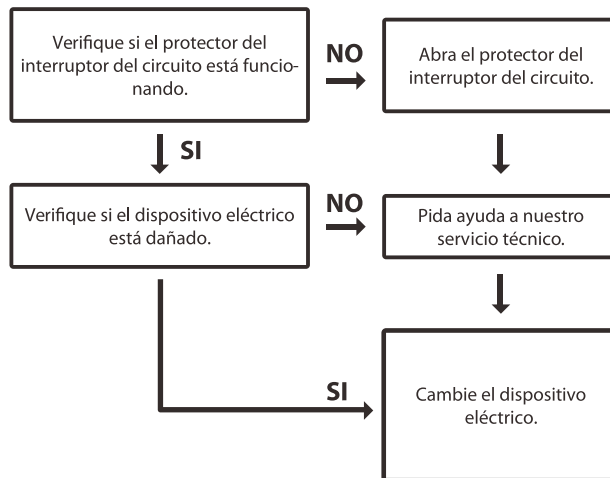 Verifique si el protector del
interruptor del circuito está funcio-
nando.
NO
Abra el protector del
interruptor del circuito.
SI
Verifique si el dispositivo eléctrico
está dañado.
NO
Pida ayuda a nuestro
servicio técnico.
SI
Cambie el dispositivo
eléctrico.